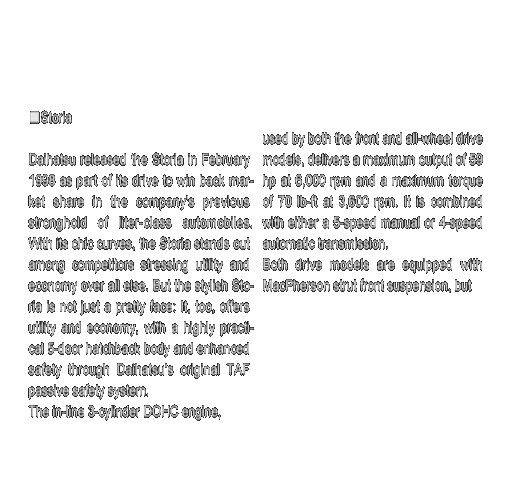 ■Storia
Daihatsu released the Storia in February
1998 as part of its drive to win back mar-
ket share in the company's previous
stronghold of liter-class automobiles.
With its chic curves, the Storia stands out
among competitors stressing utility and
economy over all else. But the stylish Sto-
ria is not just a pretty face: it, too, offers
utility and economy, with a highly practi-
cal 5-door hatchback body and enhanced
safety through Daihatsu's original TAF
passive safety system.
The in-line 3-cylinder DOHC engine,
used by both the front and all-wheel drive
models, delivers a maximum output of 59
hp at 6,000 rpm and a maximum torque
of 70 lb-ft at 3,600 rpm. It is combined
with either a 5-speed manual or 4-speed
automatic transmission.
Both drive models are equipped with
MacPherson strut front suspension, but